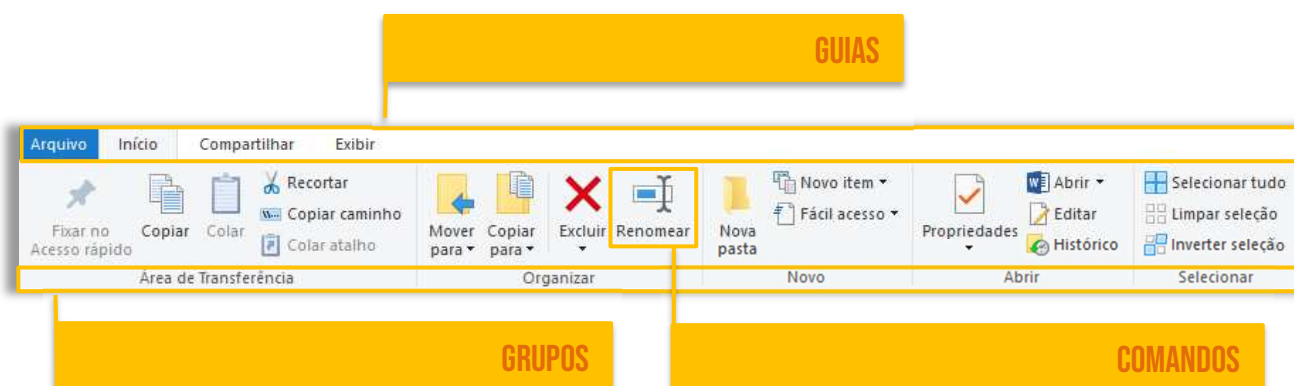 GUIAS
Arquivo Início Compartilhar Exibir
Fixar no
Acesso rápido
Copiar
Colar
Recortar
Copiar caminho
Colar atalho
Mover
para
Copiar
para
Excluir
Renomear
Nova
pasta
Novo item
Fácil acesso
Propriedades
Abrir
Editar
Histórico
Selecionar tudo
Limpar seleção
Inverter seleção
Área de Transferência Organizar Novo Abrir Selecionar
GRUPOS COMANDOS